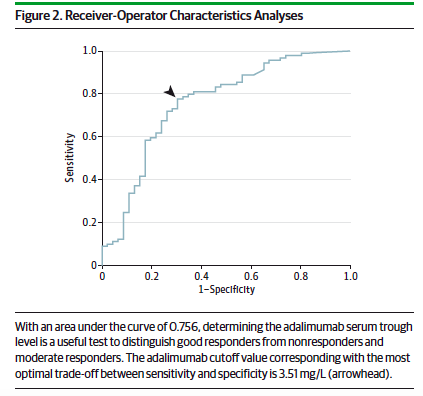 Figure 2. Receiver-Operator Characteristics Analyses
1.0
0.8
0.6
0.4
0.2
0
Sensitivity
0
0.2
0.4
0.6
0.8
1.0
1–Specificity
With an area under the curve of 0.756, determining the adalimumab serum trough
level is a useful test to distinguish good responders from nonresponders and
moderate responders. The adalimumab cutoff value corresponding with the most
optimal trade-off between sensitivity and specificity is 3.51 mg/L (arrowhead).